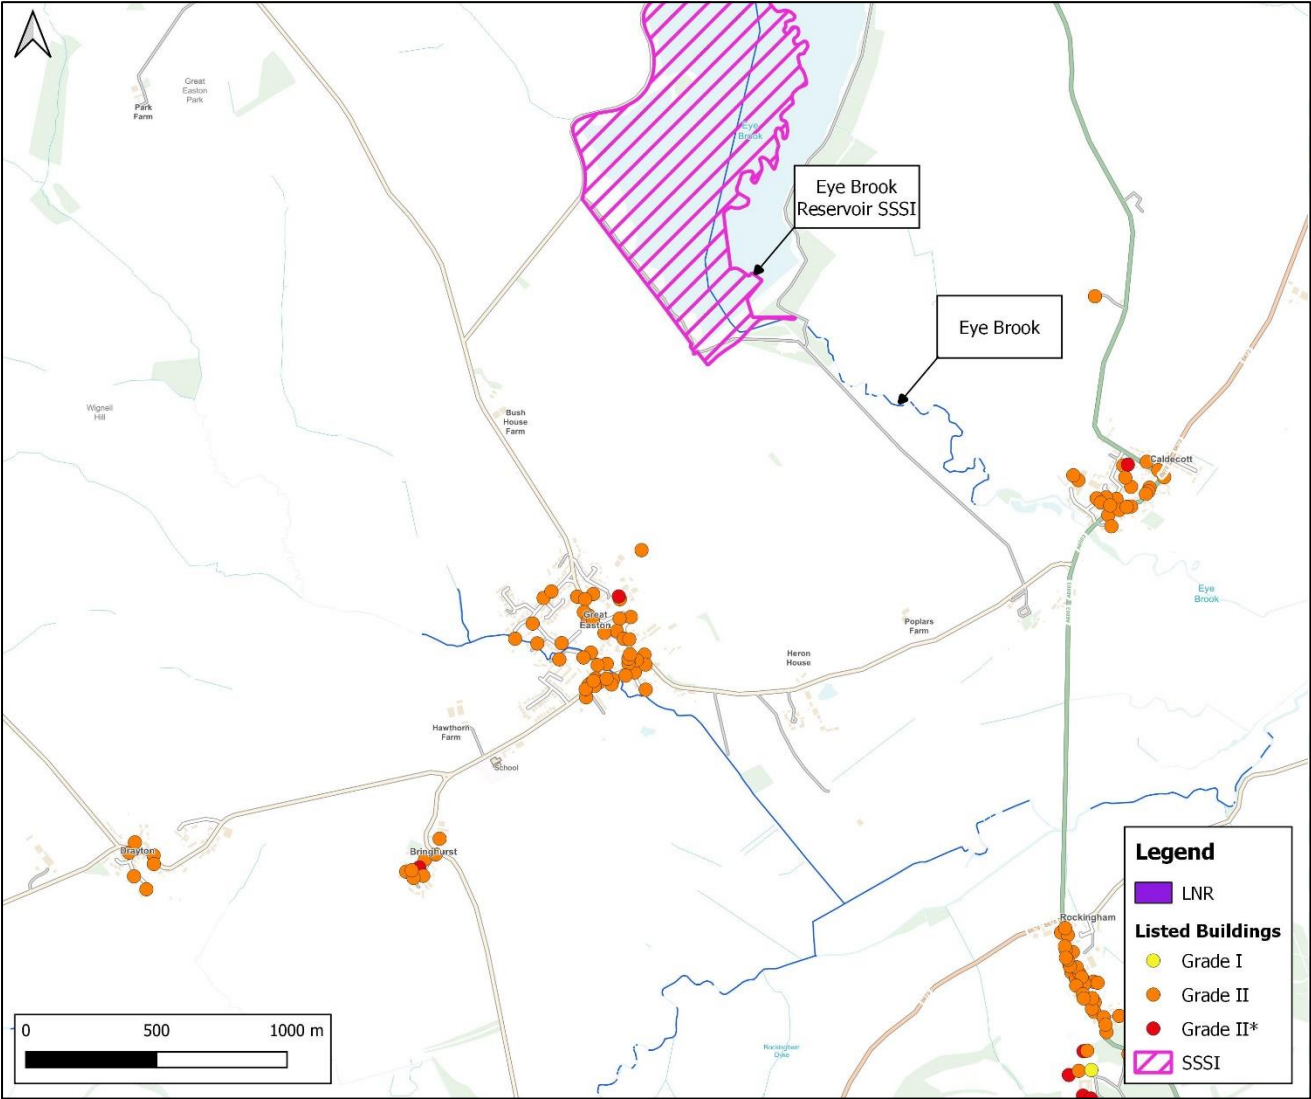 Great
Easton
Park
Park
Farm
Eye
Brook
Eye Brook
Reservoir SSSI
Eye Brook
Wignell
Hill
Bush
House
Farm
Caldecott
Great
Easton
Eye
Brook
Poplars
Farm
Heron
House
Hawthorn
Farm
School
Drayton
Bringhurst
Rockingham
Rockingham
Dyke
Legend
LNR
Listed Buildings
Grade I
Grade II
Grade II*
SSSI
0 500 1000 m